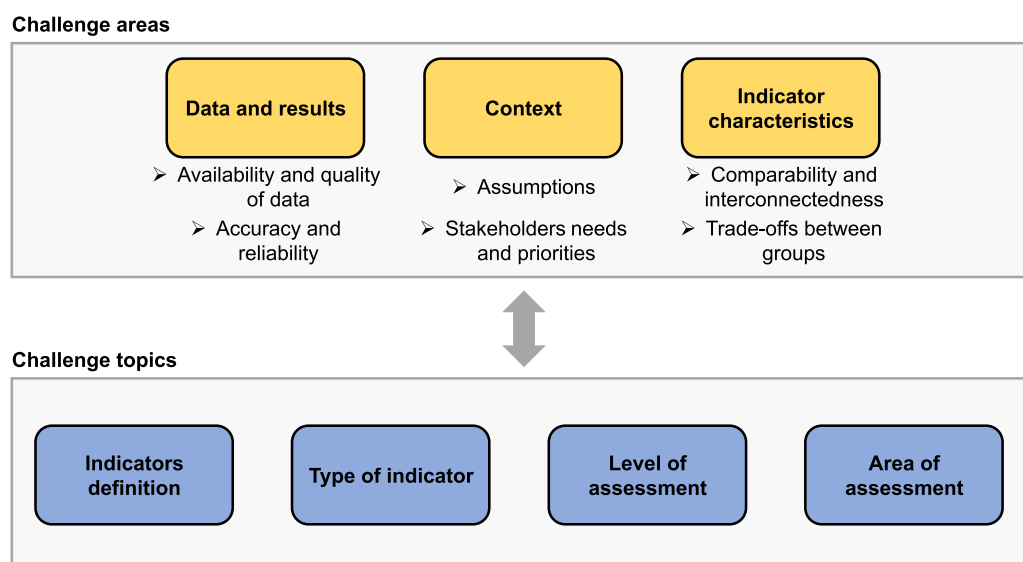 Challenge areas
Data and results
Context
Indicator
characteristics
➢ Availability and quality
of data
➢ Accuracy and
reliability
➢ Assumptions
➢ Stakeholders needs
and priorities
➢ Comparability and
interconnectedness
➢ Trade-offs between
groups
Challenge topics
Indicators
definition
Type of indicator
Level of
assessment
Area of
assessment